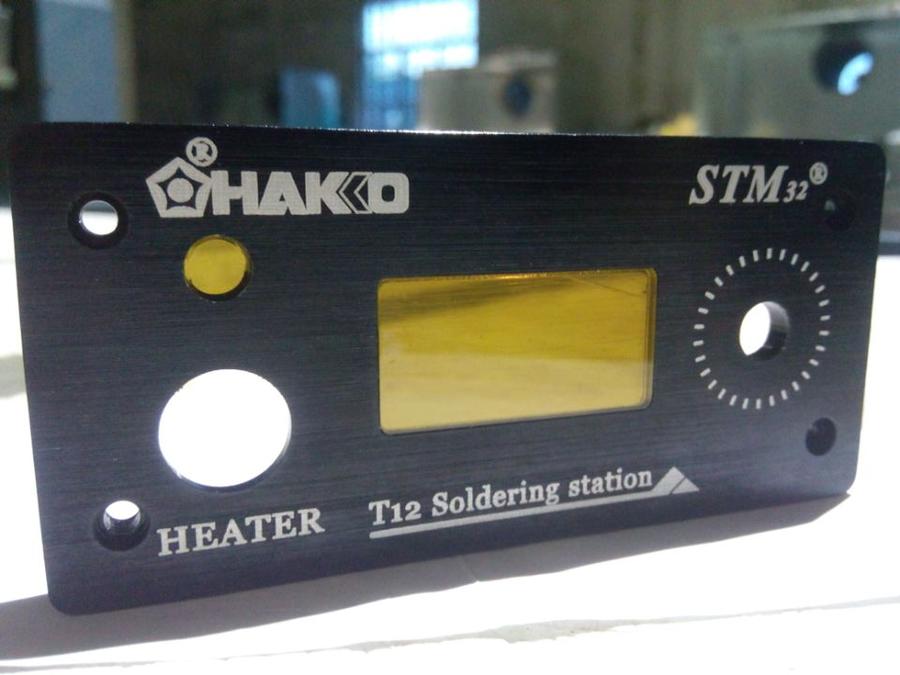 ® HAKKO
STM32®
HEATER
T12 Soldering station